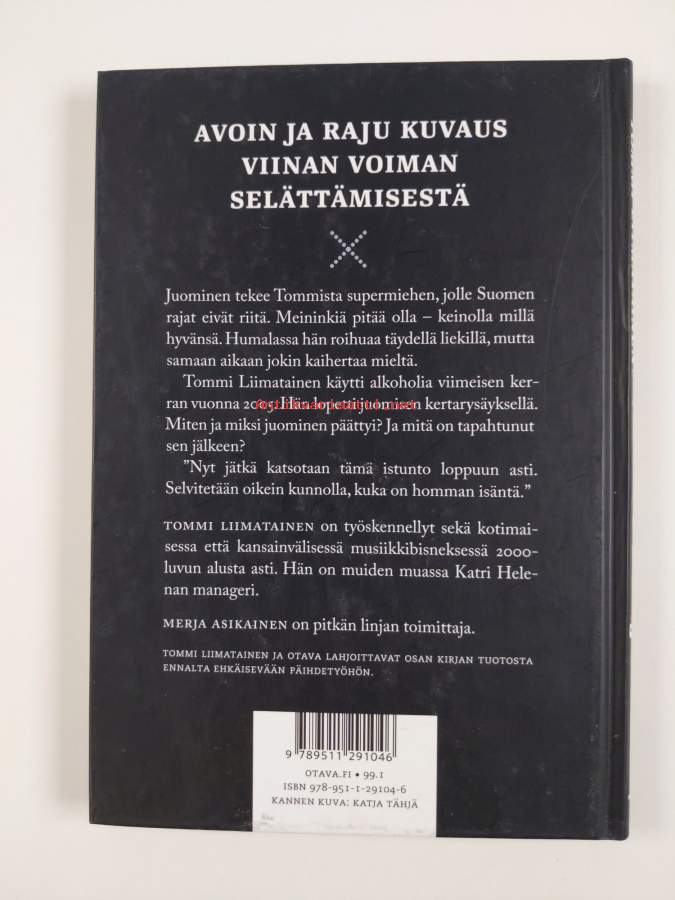 AVOIN JA RAJU KUVAUS
VIINAN VOIMAN
SELÄTTÄMISESTÄ
Juominen tekee Tommista supermiehen, jolle Suomen
rajat eivät riitä. Meininkiä pitää olla – keinolla millä
hyvänsä. Humalassa hän roihuaa täydellä liekillä, mutta
samaan aikaan jokin kaihertaa mieltä.
Tommi Liimatainen käytti alkoholia viimeisen ker-
ran vuonna 2005. Hän lopetti juomisen kertarysäyksellä.
Miten ja miksi juominen päättyi? Ja mitä on tapahtunut
sen jälkeen?
”Nyt jätkä katsotaan tämä istunto loppuun asti.
Selvitetään oikein kunnolla, kuka on homman isäntä.”
TOMMI LIIMATAINEN on työskennellyt sekä kotimai-
sessa että kansainvälisessä musiikkibisneksessä 2000-
luvun alusta asti. Hän on muiden muassa Katri Hele-
nan manageri.
MERJA ASIKAINEN on pitkän linjan toimittaja.
TOMMI LIIMATAINEN JA OTAVA LAHJOITTAVAT OSAN KIRJAN TUOTOSTA
ENNALTA EHKÄISEVÄÄN PÄIHDETYÖHÖN.
9 789511 291046
OTAVA.FI • 99.1
ISBN 978-951-1-29104-6
KANNEN KUVA: KATJA TÄHJÄ